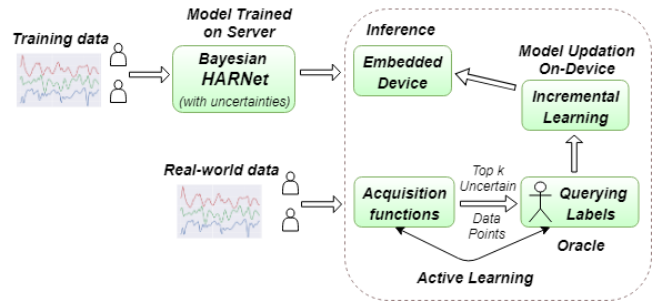 Training data
Model Trained
on Server
Bayesian
HARNet
(with uncertainties)
Inference
Embedded
Device
Model Updation
On-Device
Incremental
Learning
Real-world data
Acquisition
functions
Top k
Uncertain
Data
Points
Querying
Labels
Oracle
Active Learning